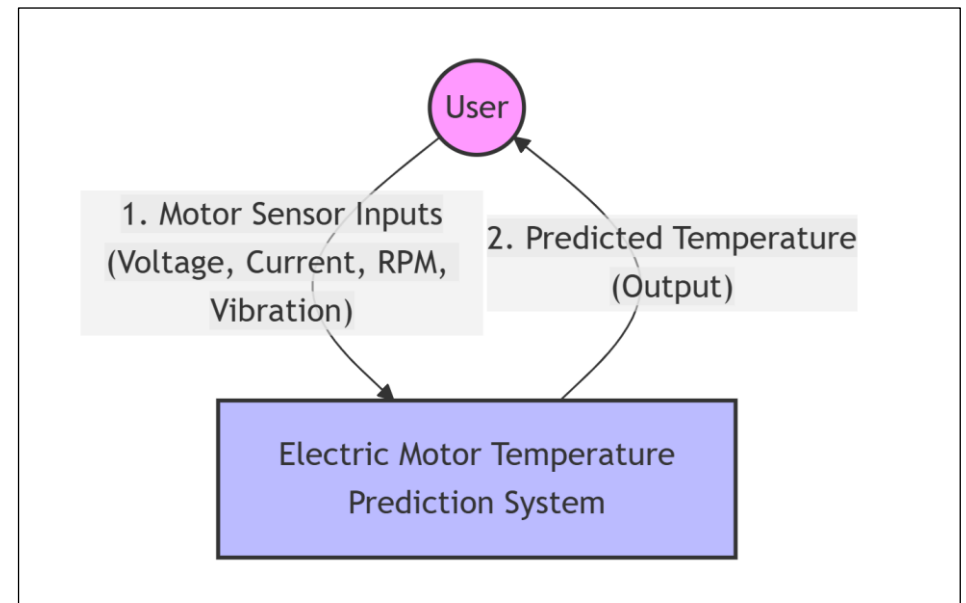 User
1. Motor Sensor Inputs
(Voltage, Current, RPM,
Vibration)
2. Predicted Temperature
(Output)
Electric Motor Temperature
Prediction System